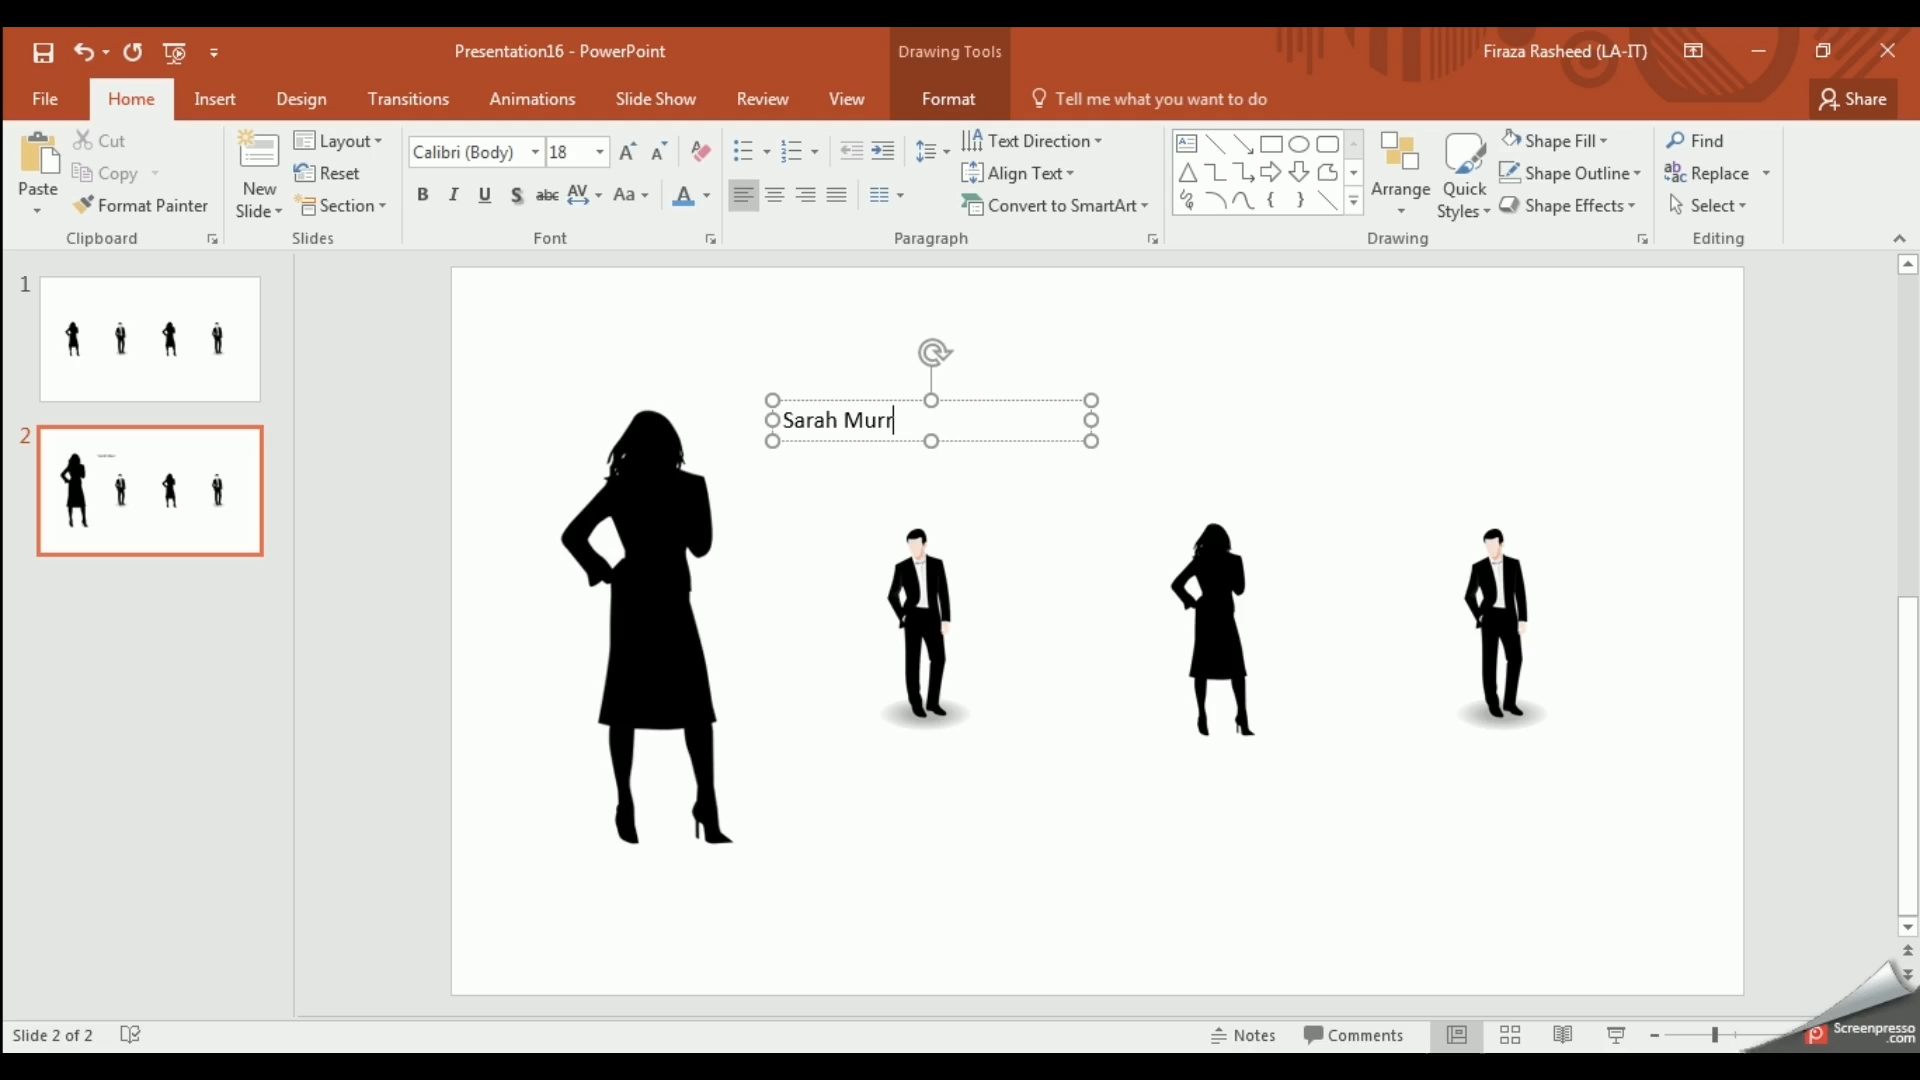 Presentation16 - PowerPoint
Drawing Tools
Firaza Rasheed (LA-IT)
File
Home
Insert
Design
Transitions
Animations
Slide Show
Review
View
Format
Tell me what you want to do
Share
Paste
Cut
Copy
Format Painter
Clipboard
New
Slide
Layout
Reset
Section
Slides
Calibri (Body)
18
B I U S abc AV Aa A
Font
Text Direction
Align Text
Convert to SmartArt
Paragraph
Arrange
Quick
Styles
Shape Fill
Shape Outline
Shape Effects
Drawing
Find
Replace
Select
Editing
1
2
Sarah Murr
Slide 2 of 2
Notes
Comments
Screenpresso
.com